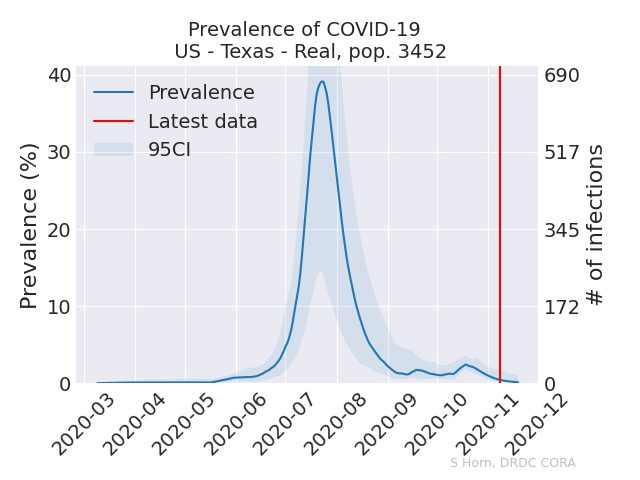 Prevalence of COVID-19
US - Texas - Real, pop. 3452
Prevalence
Latest data
95CI
Prevalence (%)
40
30
20
10
0
690
517
345
172
0
# of infections
2020-03
2020-04
2020-05
2020-06
2020-07
2020-08
2020-09
2020-10
2020-11
2020-12
S Horn, DRDC CORA